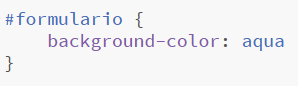 #formulario {
    background-color: aqua
}